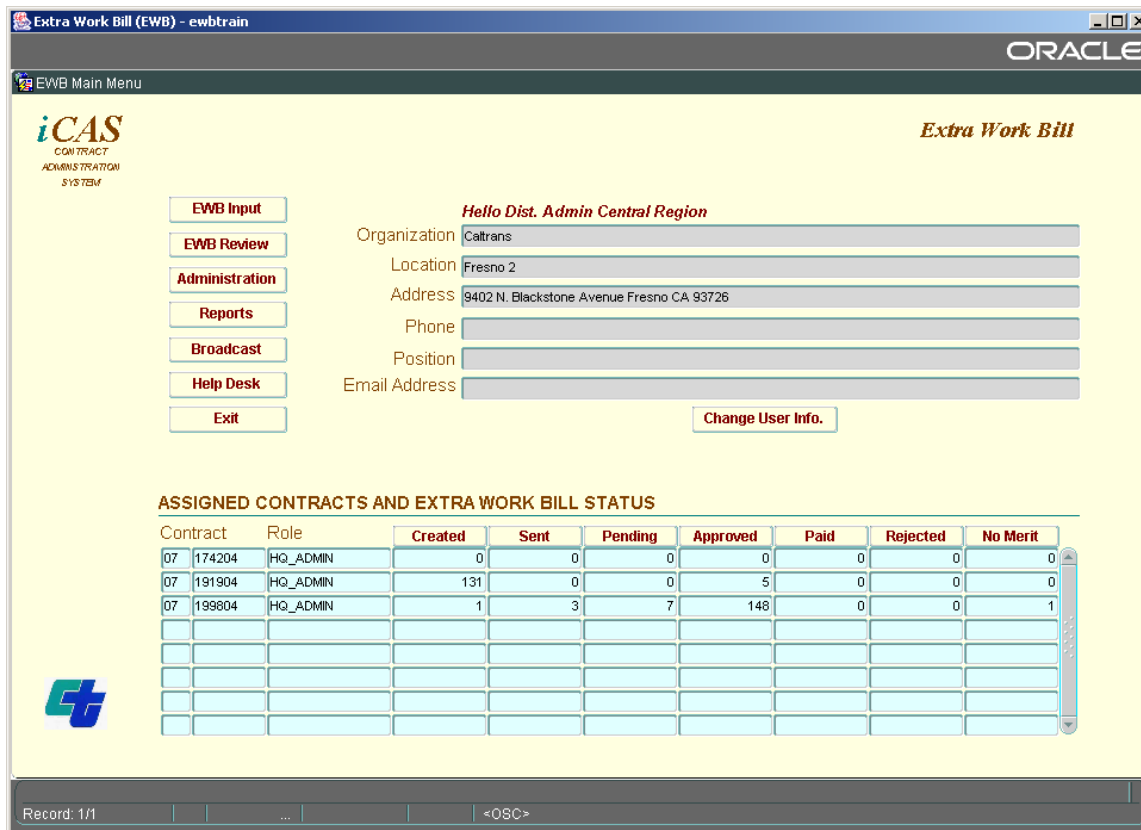 Extra Work Bill (EWB) - ewbtrain
ORACLE
EWB Main Menu
iCAS
CONTRACT
ADMINISTRATION
SYSTEM
Extra Work Bill
EWB Input
EWB Review
Administration
Reports
Broadcast
Help Desk
Exit
Hello Dist. Admin Central Region
Organization Caltrans
Location Fresno 2
Address 9402 N. Blackstone Avenue Fresno CA 93726
Phone
Position
Email Address
Change User Info.
ASSIGNED CONTRACTS AND EXTRA WORK BILL STATUS
Contract Role Created Sent Pending Approved Paid Rejected No Merit
07 174204 HQ_ADMIN 0 0 0 0 0 0 0
07 191904 HQ_ADMIN 131 0 0 5 0 0 0
07 199804 HQ_ADMIN 1 3 7 148 0 0 1
ct
Record: 1/1 ... <OSC>